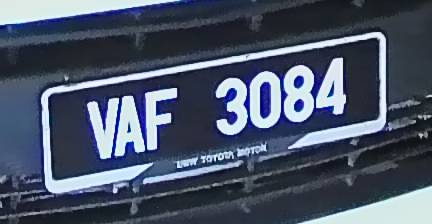 VAF 3084
UMW TOYOTA MOTOR